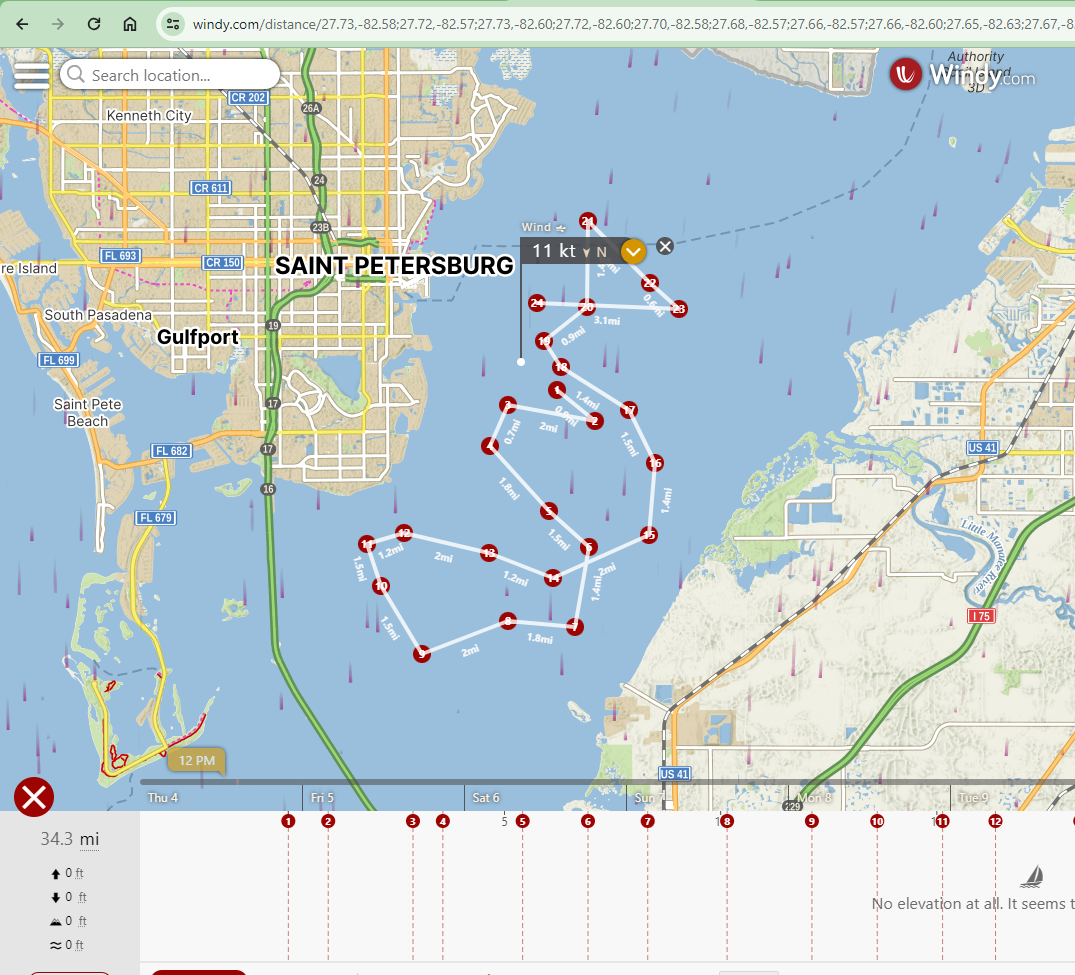 windy.com/distance/27.73,-82.58;27.72,-82.57;27.73,-82.60;27.72,-82.60;27.70,-82.58;27.68,-82.57;27.66,-82.57;27.66,-82.60;27.65,-82.63;27.67,-8
Search location...
Authority
3D
Windy.com
CR 202
26A
Kenneth City
24
CR 611
23B
21
Wind
11 kt N
FL 693
CR 150
SAINT PETERSBURG
re Island
22
0.6mi
24
20
23
3.1mi
South Pasadena
19
Gulfport
19
0.9mi
FL 699
18
1
1.4mi
Saint Pete
Beach
17
3
2
17
2mi
0.7mi
4
1.5mi
FL 682
17
16
US 41
16
1.8mi
1.4mi
5
FL 679
1.5mi
15
Little Manatee River
12
11
1.2mi
6
13
2mi
14
2mi
1.5mi
1.2mi
10
1.4mi
I 75
1.5mi
8
7
1.8mi
9
2mi
12 PM
US 41
Thu 4
Fri 5
Sat 6
Sun 7
Mon 8
Tue 9
229
34.3 mi
1
2
3
4
5
5
6
7
8
9
10
11
12
0 ft
0 ft
0 ft
0 ft
No elevation at all. It seems t